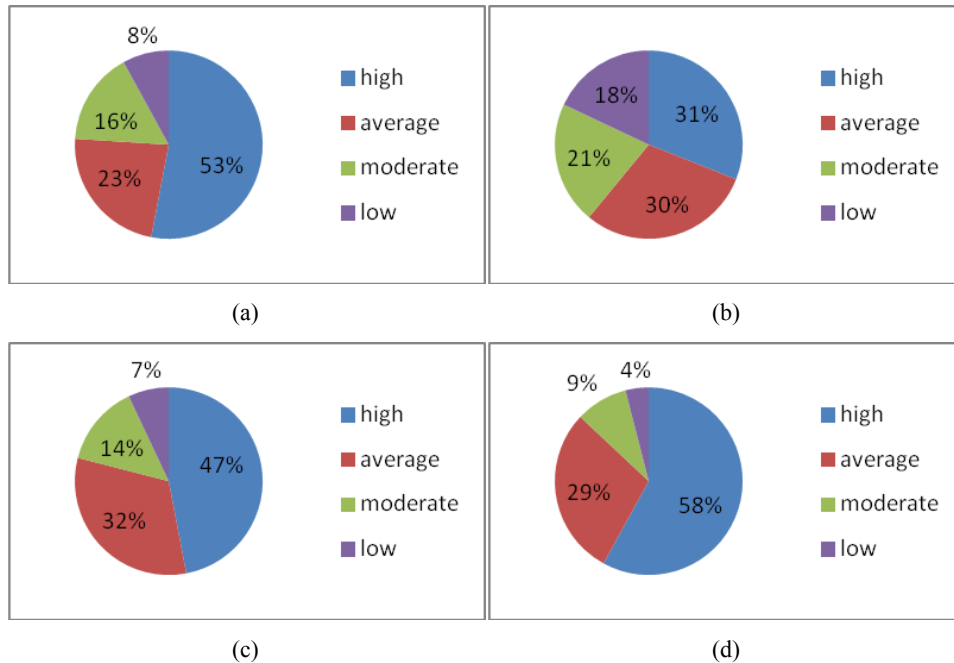 8%
high
16%
average
23%
53%
moderate
low
(a)
18%
31%
high
average
21%
moderate
30%
low
(b)
7%
high
14%
47%
average
32%
moderate
low
(c)
4%
9%
high
average
29%
58%
moderate
low
(d)